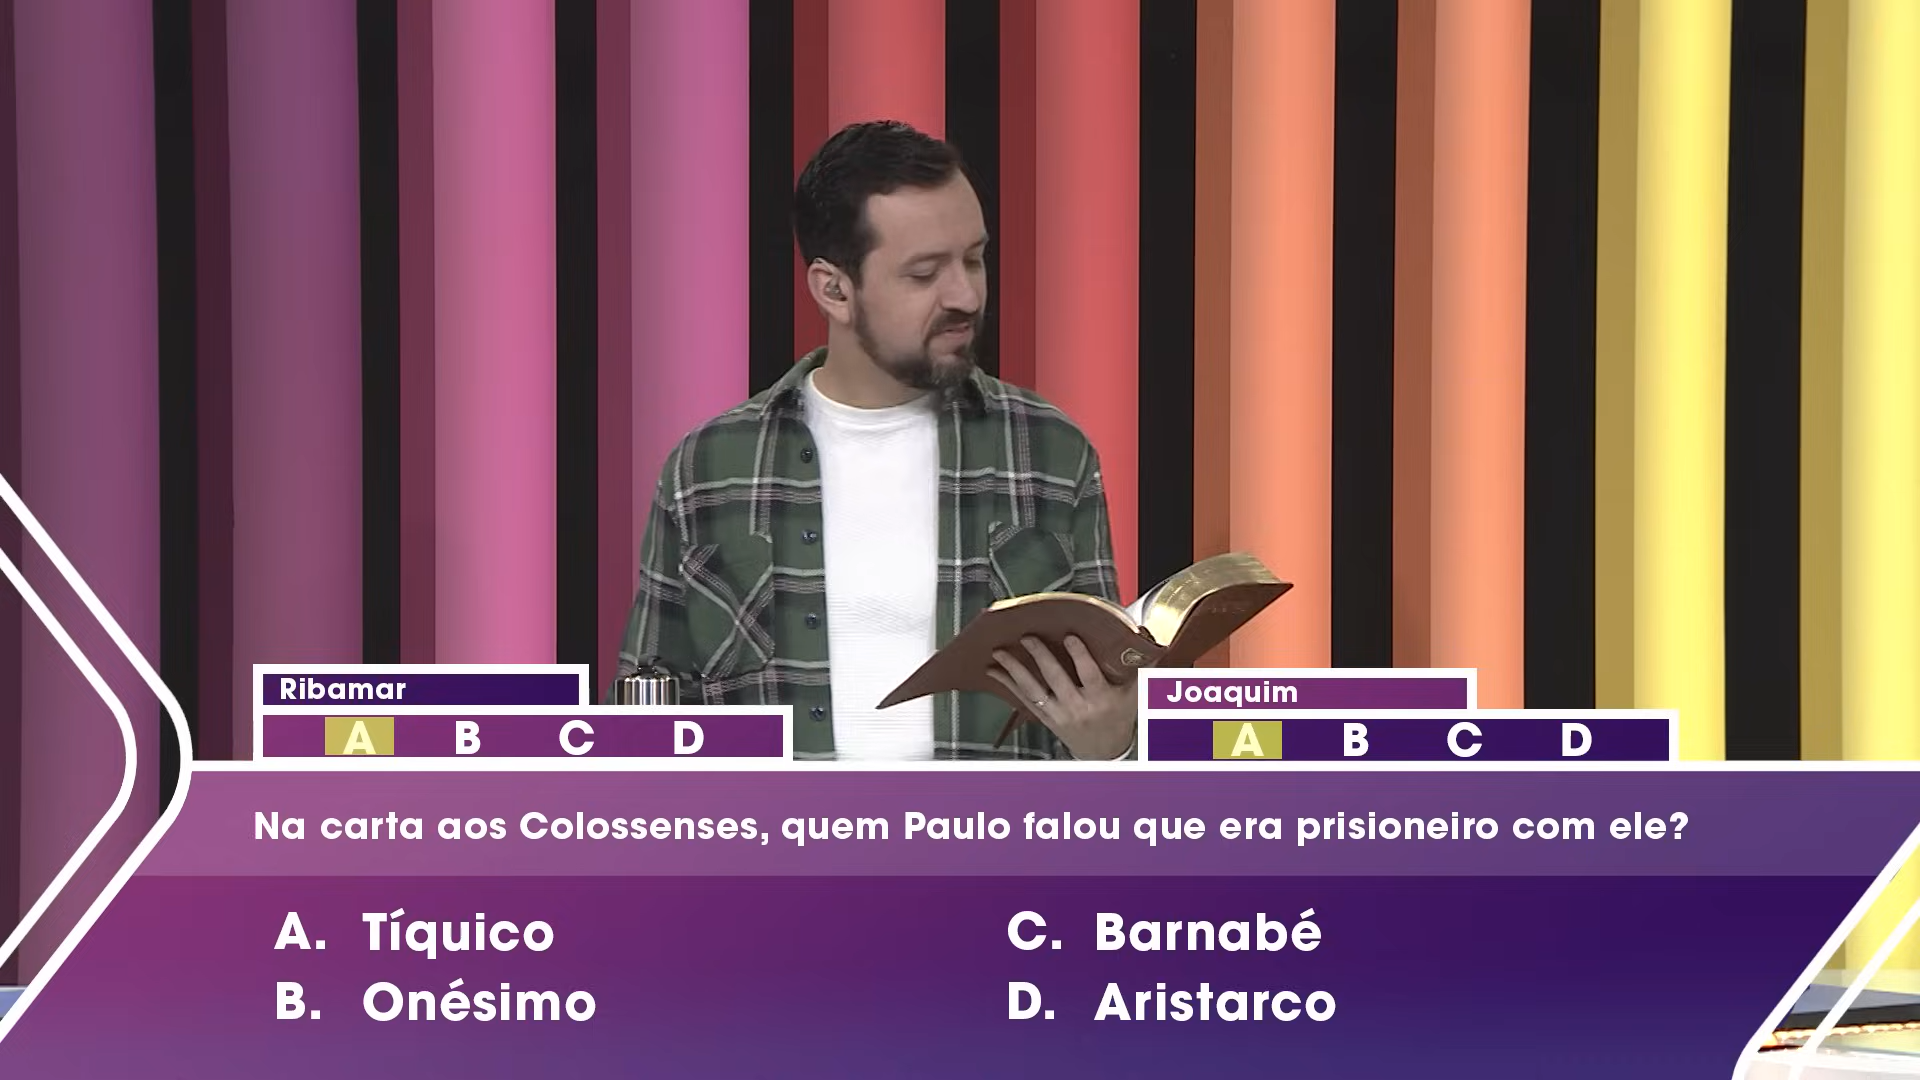 Ribamar
A B C D
Joaquim
A B C D
Na carta aos Colossenses, quem Paulo falou que era prisioneiro com ele?
A. Tíquico
B. Onésimo
C. Barnabé
D. Aristarco